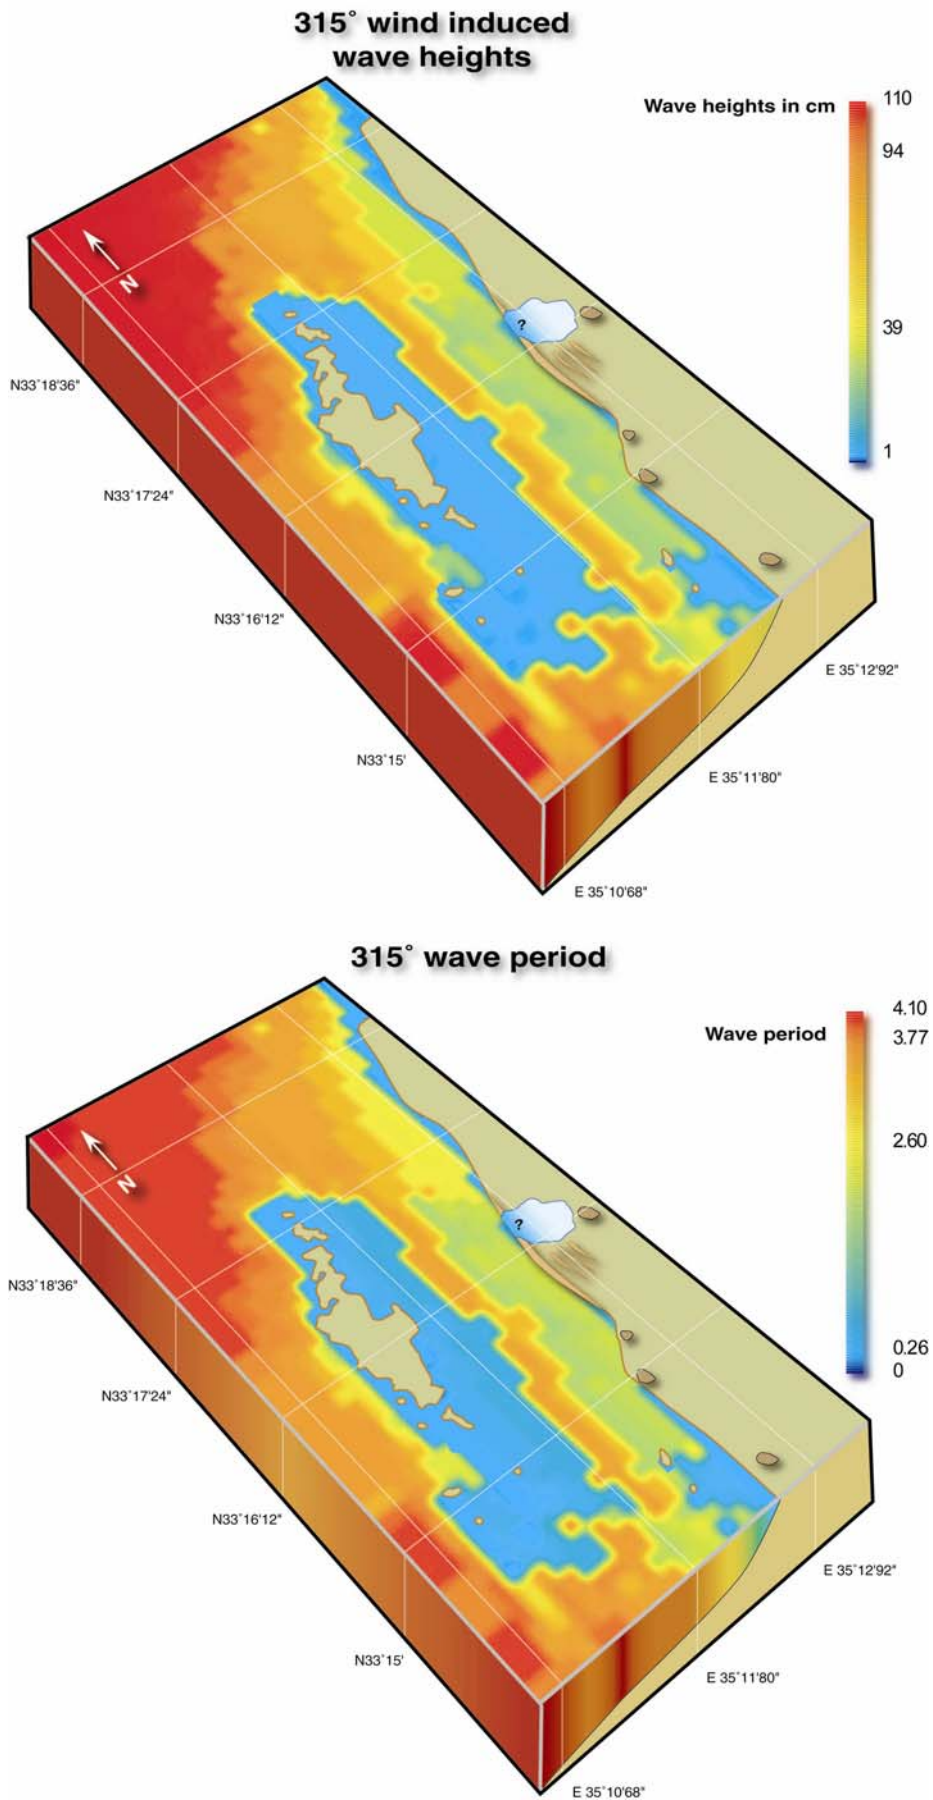 315° wind induced
wave heights
Wave heights in cm
110
94
39
1
N
?
N33°18'36"
N33°17'24"
N33°16'12"
N33°15'
E 35°12'92"
E 35°11'80"
E 35°10'68"
315° wave period
Wave period
4.10
3.77
2.60
0.26
0
N
?
N33°18'36"
N33°17'24"
N33°16'12"
N33°15'
E 35°12'92"
E 35°11'80"
E 35°10'68"